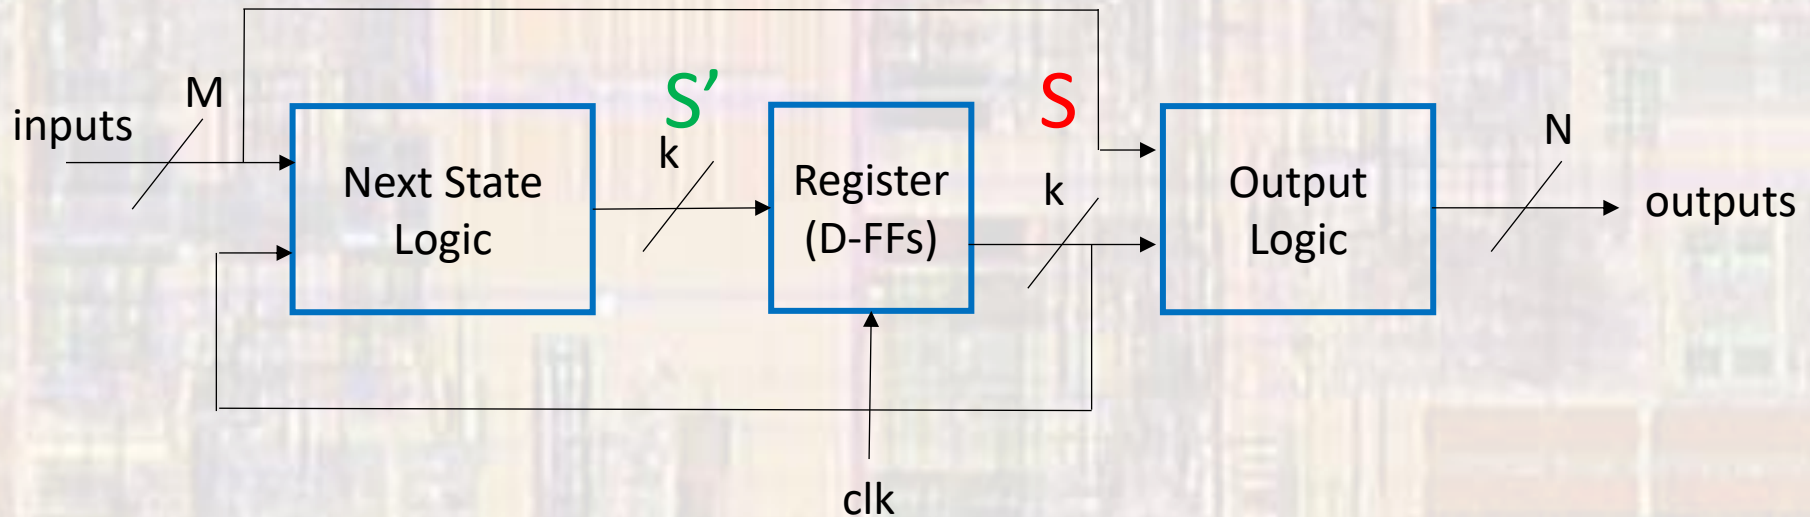 inputs
M
Next State
Logic
S’
k
Register
(D-FFs)
S
k
Output
Logic
N
outputs
clk